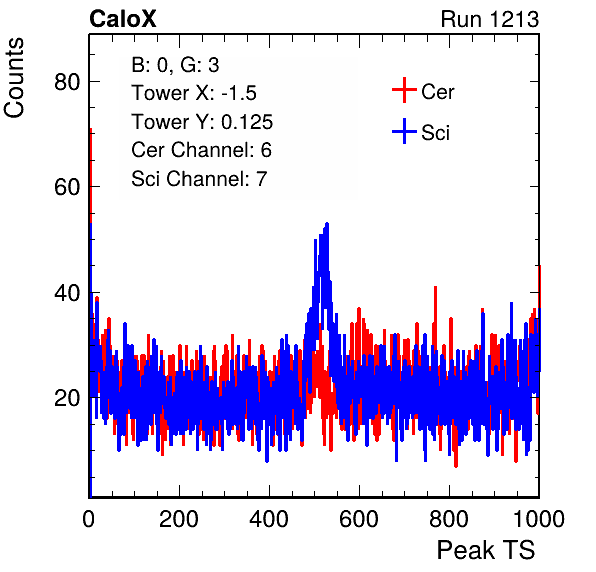 CaloX Run 1213
Counts
B: 0, G: 3
Tower X: -1.5
Tower Y: 0.125
Cer Channel: 6
Sci Channel: 7
Cer
Sci
80
60
40
20
0 200 400 600 800 1000
Peak TS